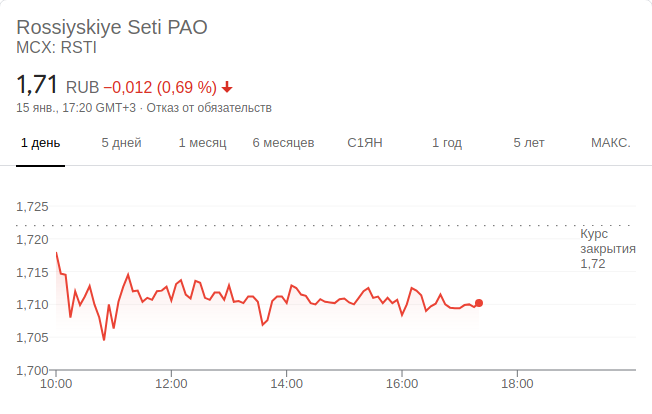 Rossiyskiye Seti PAO
MCX: RSTI
1,71 RUB −0,012 (0,69 %)
15 янв., 17:20 GMT+3 · Отказ от обязательств
1 день 5 дней 1 месяц 6 месяцев С1ЯН 1 год 5 лет МАКС.
1,725
1,720
1,715
1,710
1,705
1,700
Курс
закрытия
1,72
10:00 12:00 14:00 16:00 18:00